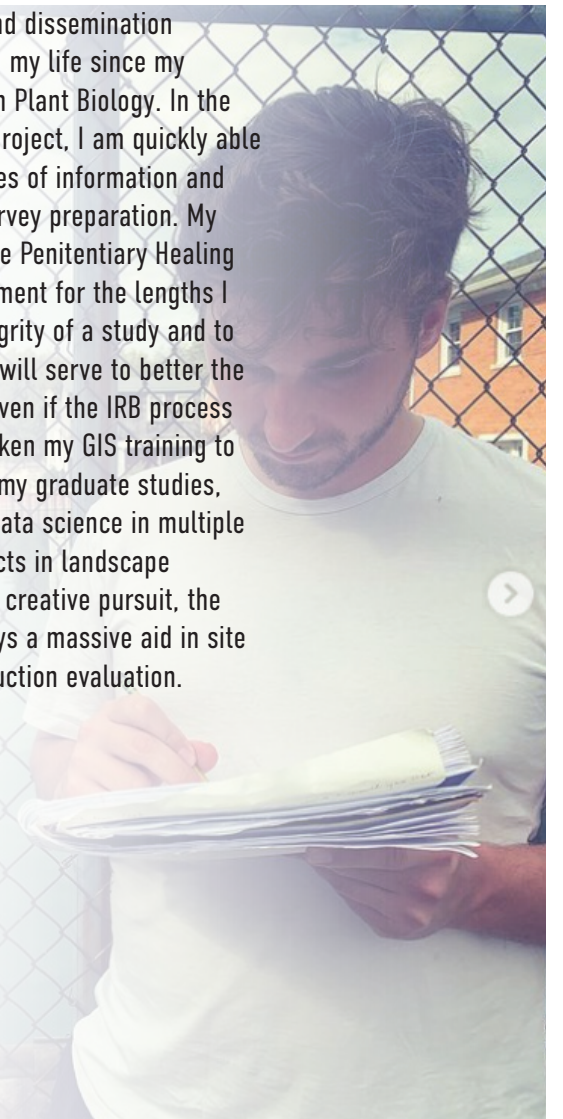 nd dissemination
my life since my
n Plant Biology. In the
roject, I am quickly able
es of information and
rvey preparation. My
e Penitentiary Healing
ment for the lengths I
grity of a study and to
will serve to better the
ven if the IRB process
ken my GIS training to
my graduate studies,
ata science in multiple
cts in landscape
creative pursuit, the
ys a massive aid in site
uction evaluation.